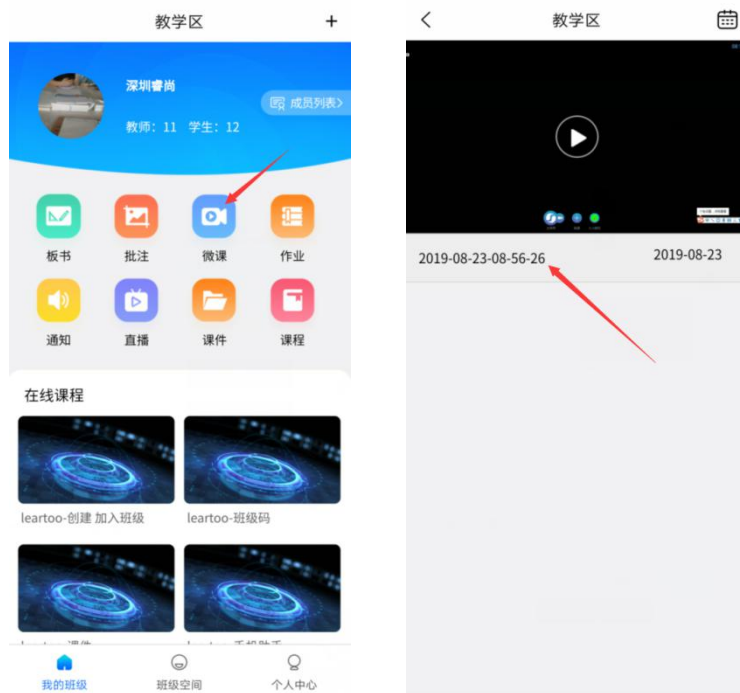 教学区
+
深圳睿尚
成员列表>
教师：11 学生：12
板书
批注
微课
作业
通知
直播
课件
课程
在线课程
leartoo-创建 加入班级
leartoo-班级码
我的班级
班级空间
个人中心
教学区
2019-08-23-08-56-26
2019-08-23